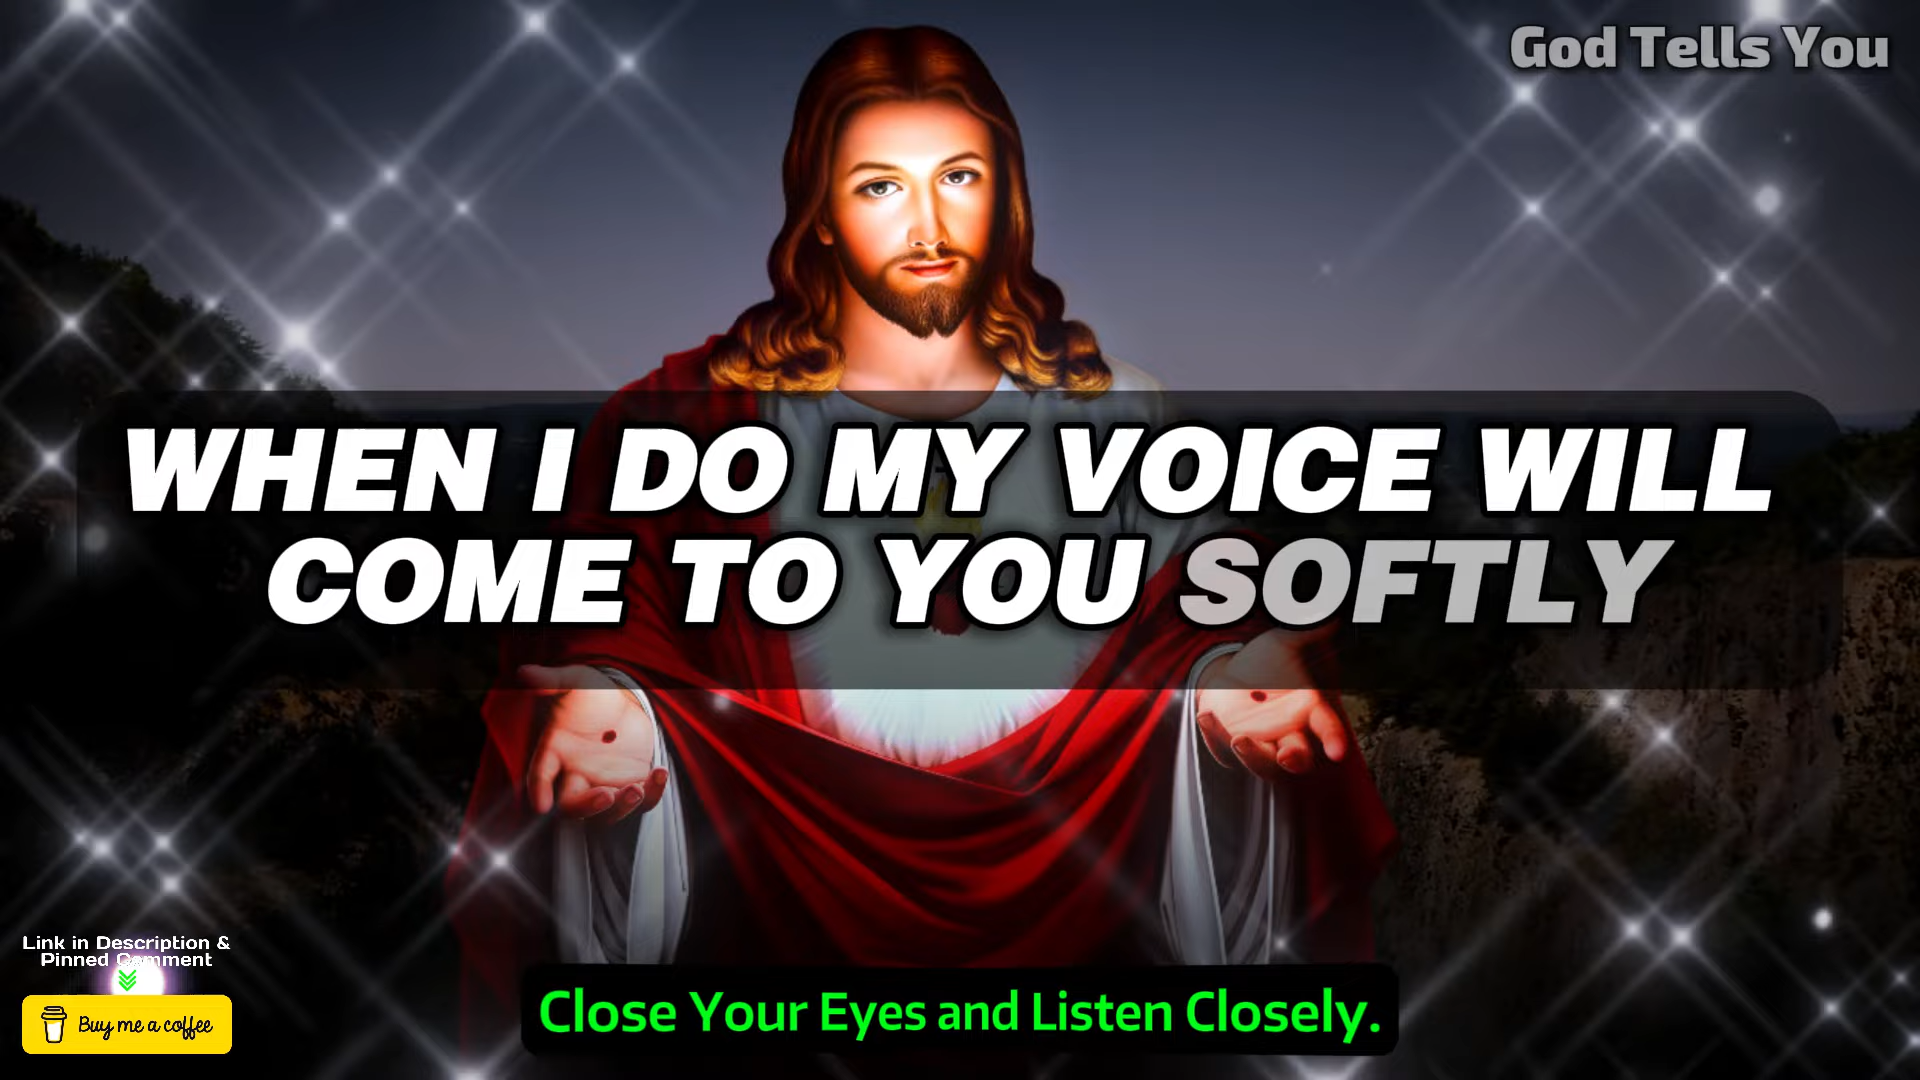 God Tells You
WHEN I DO MY VOICE WILL
COME TO YOU SOFTLY
Link in Description &
Pinned Comment
Buy me a coffee
Close Your Eyes and Listen Closely.